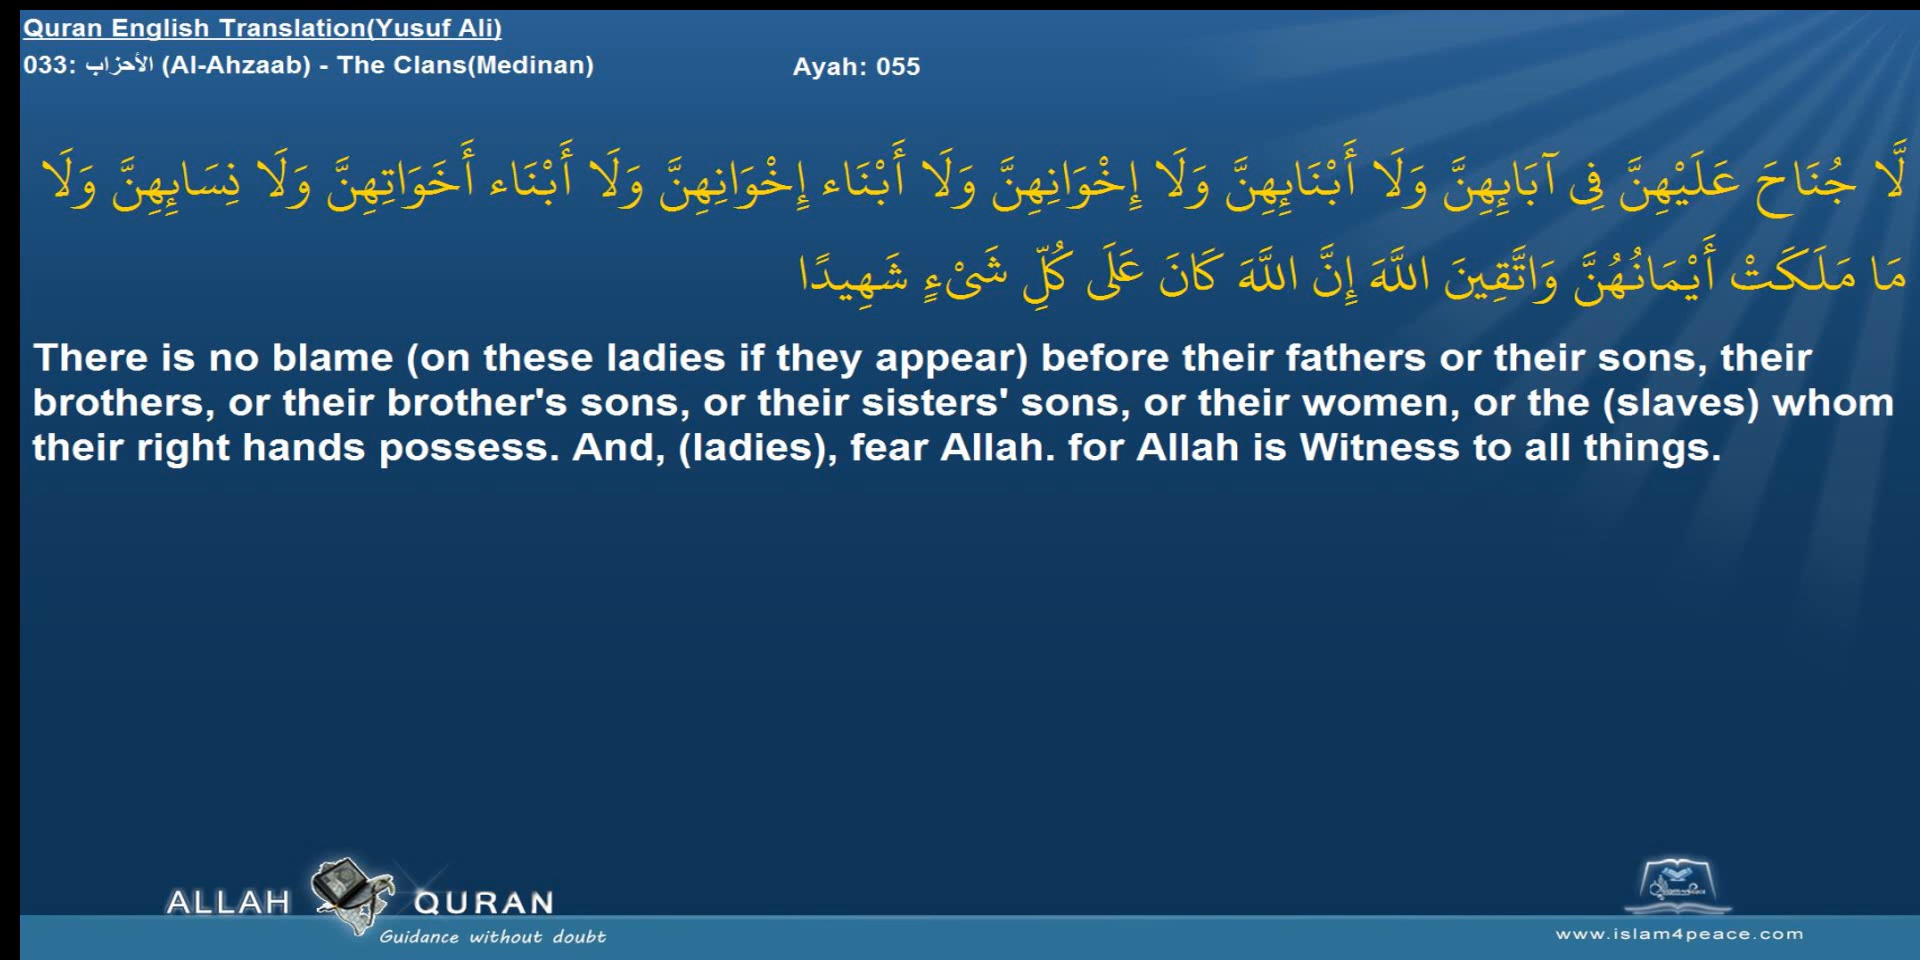 Quran English Translation(Yusuf Ali)
033: الأحزاب (Al-Ahzaab) - The Clans(Medinan)
Ayah: 055
لَّا جُنَاحَ عَلَيْهِنَّ فِى آبَائِهِنَّ وَلَا أَبْنَائِهِنَّ وَلَا إِخْوَانِهِنَّ وَلَا أَبْنَاء إِخْوَانِهِنَّ وَلَا أَبْنَاء أَخَوَاتِهِنَّ وَلَا نِسَائِهِنَّ وَلَا
مَا مَلَكَتْ أَيْمَانُهُنَّ وَاتَّقِينَ اللَّهَ إِنَّ اللَّهَ كَانَ عَلَى كُلِّ شَىْءٍ شَهِيدًا
There is no blame (on these ladies if they appear) before their fathers or their sons, their
brothers, or their brother's sons, or their sisters' sons, or their women, or the (slaves) whom
their right hands possess. And, (ladies), fear Allah. for Allah is Witness to all things.
ALLAH QURAN
Guidance without doubt
www.islam4peace.com